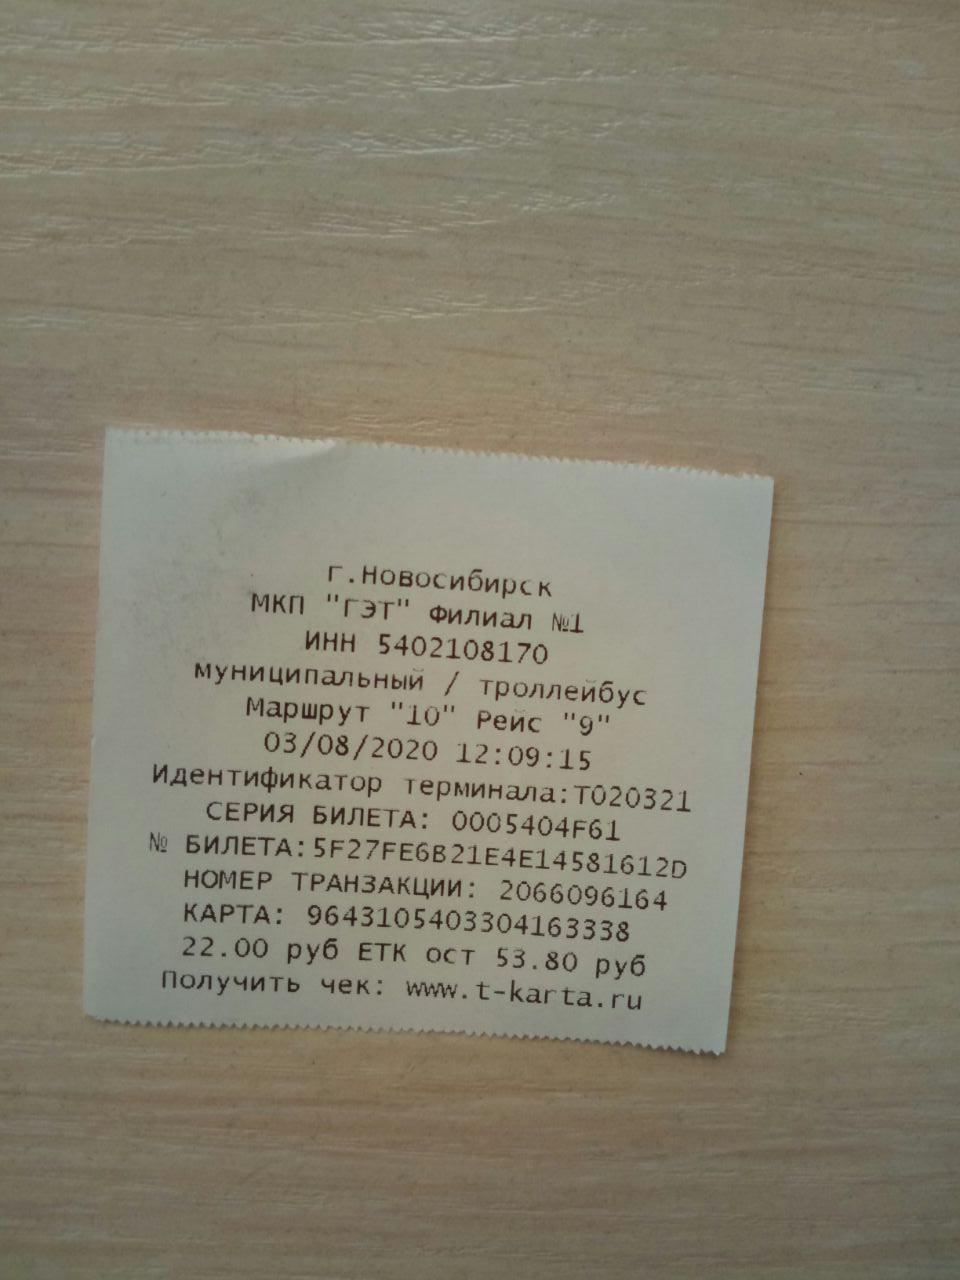 г.Новосибирск
МКП "ГЭТ" Филиал №1
ИНН 5402108170
муниципальный / троллейбус
Маршрут "10" Рейс "9"
03/08/2020 12:09:15
Идентификатор терминала:Т020321
СЕРИЯ БИЛЕТА: 0005404F61
№ БИЛЕТА:5F27FE6B21E4E14581612D
НОМЕР ТРАНЗАКЦИИ: 2066096164
КАРТА: 9643105403304163338
22.00 руб ЕТК ост 53.80 руб
Получить чек: www.t-karta.ru